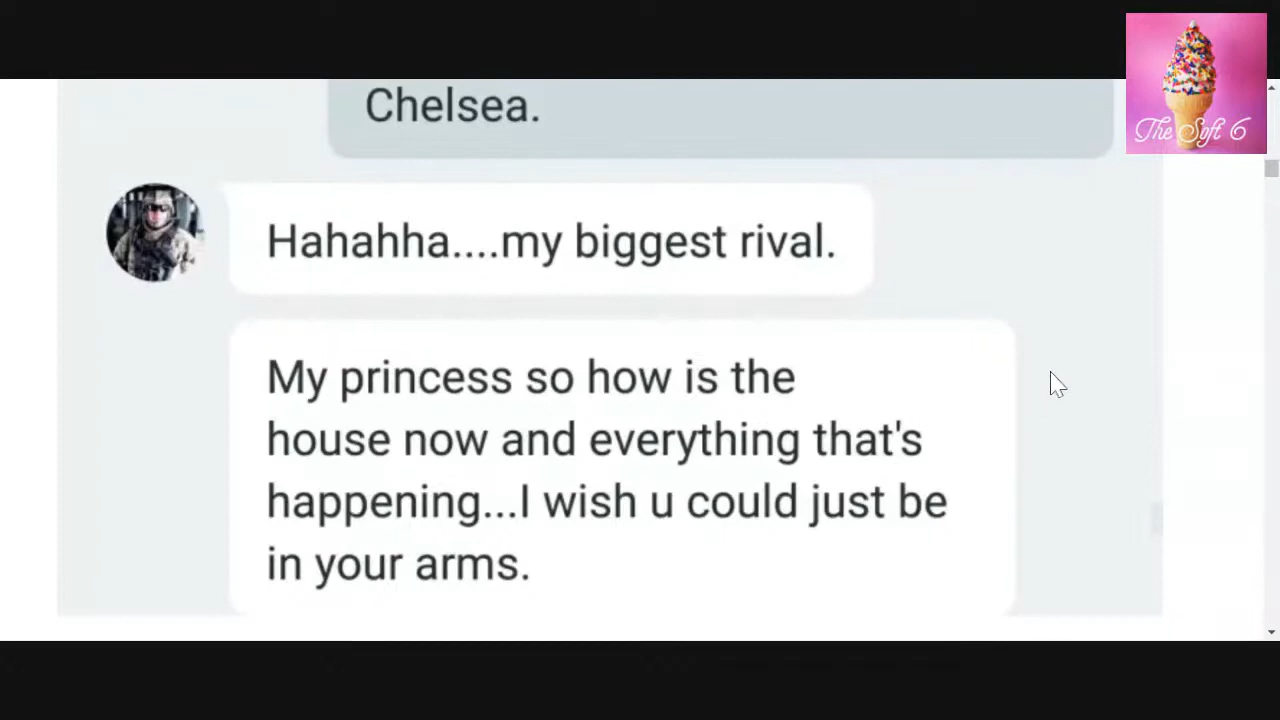 The Soft 6
Chelsea.
Hahahha....my biggest rival.
My princess so how is the
house now and everything that's
happening...I wish u could just be
in your arms.